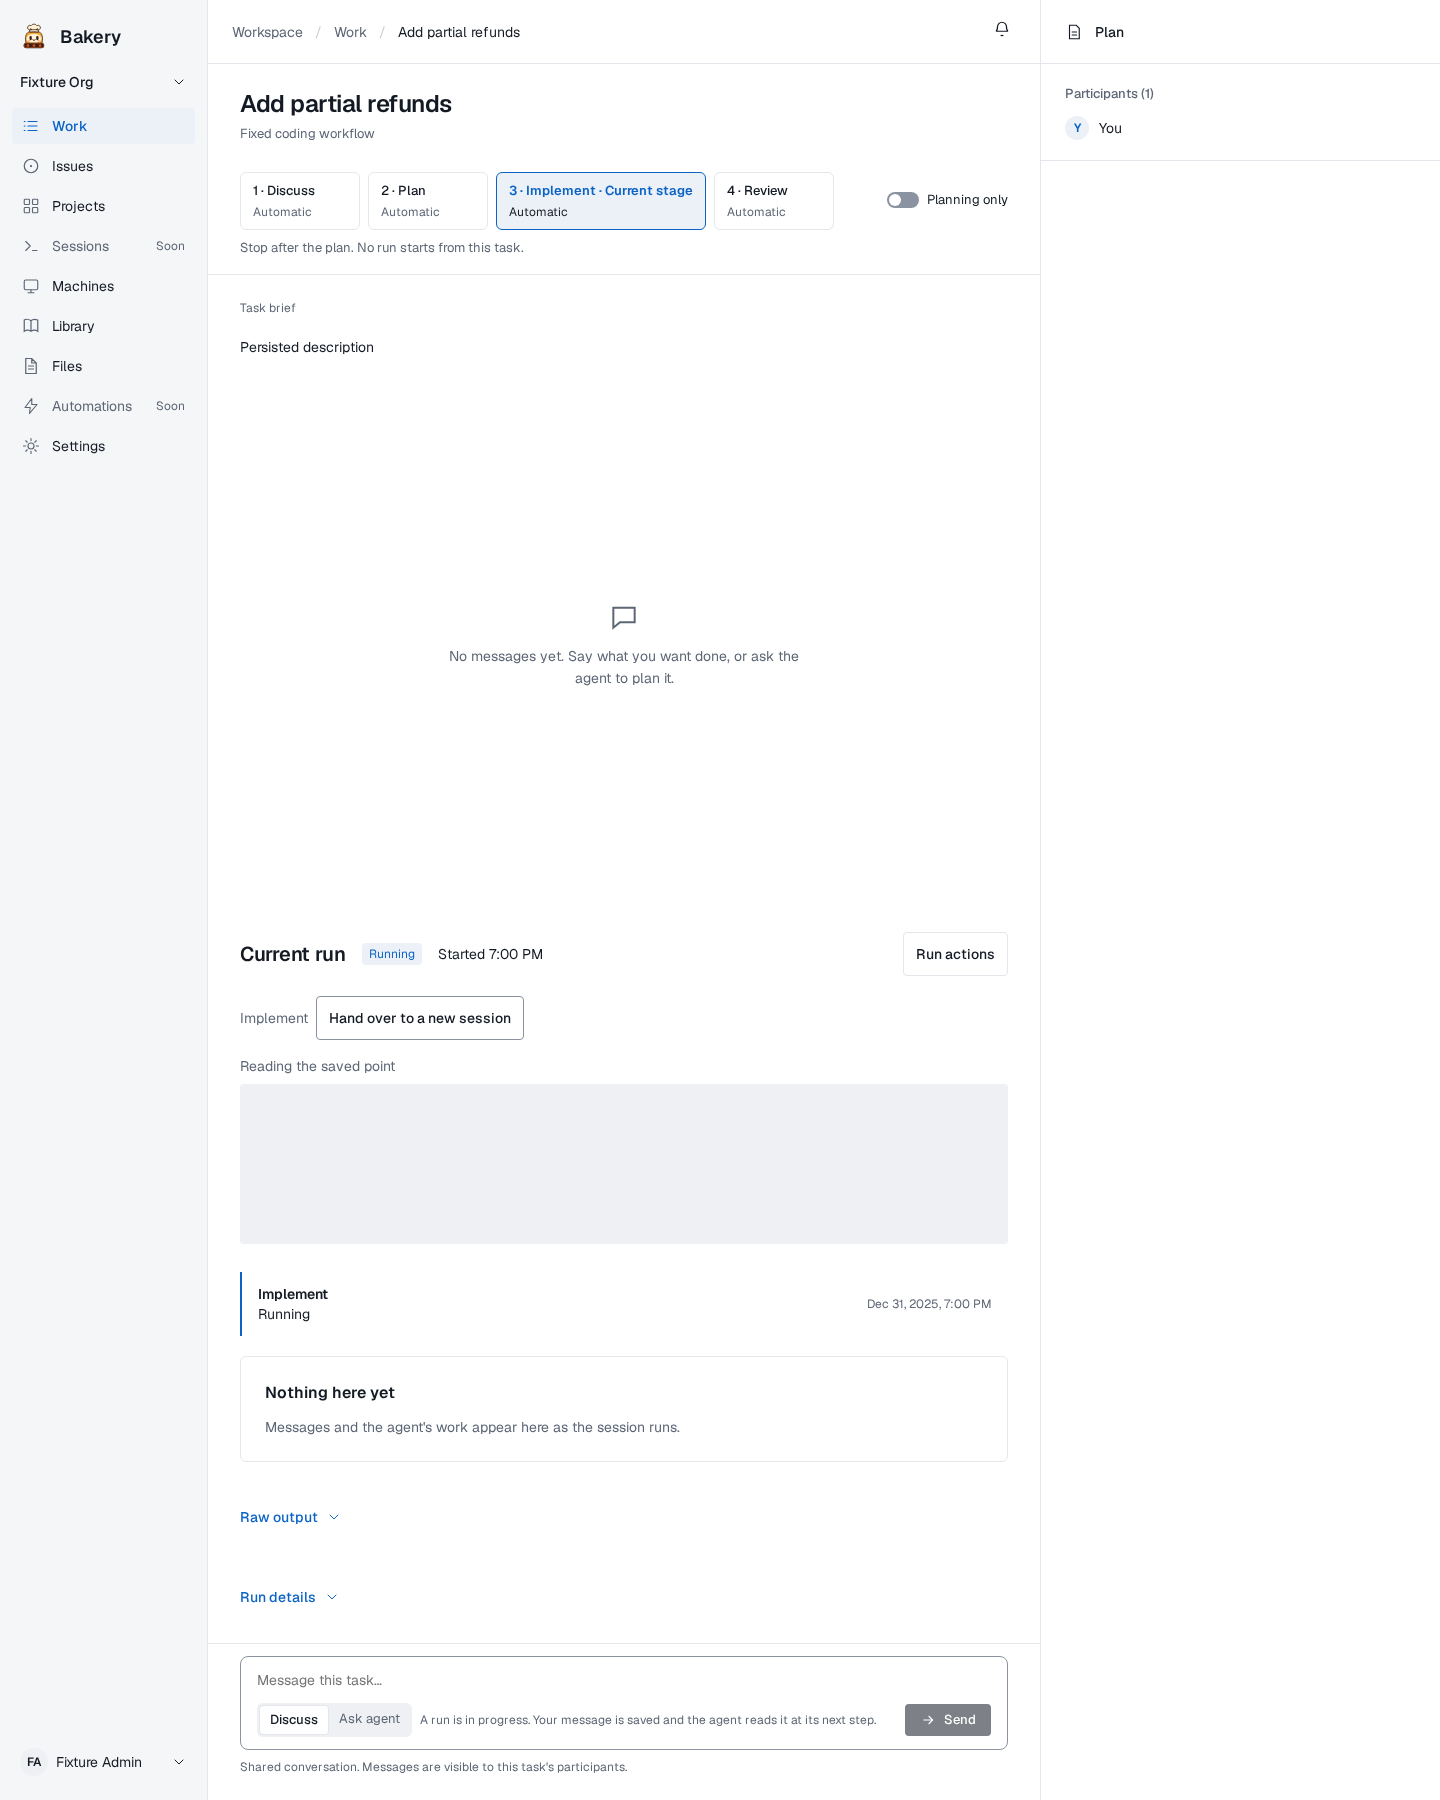 Bakery
Fixture Org
Work
Issues
Projects
Sessions Soon
Machines
Library
Files
Automations Soon
Settings
FA Fixture Admin
Workspace / Work / Add partial refunds
Add partial refunds
Fixed coding workflow
1 · Discuss
Automatic
2 · Plan
Automatic
3 · Implement · Current stage
Automatic
4 · Review
Automatic
Planning only
Stop after the plan. No run starts from this task.
Task brief
Persisted description
No messages yet. Say what you want done, or ask the
agent to plan it.
Current run Running Started 7:00 PM Run actions
Implement Hand over to a new session
Reading the saved point
Implement
Running
Dec 31, 2025, 7:00 PM
Nothing here yet
Messages and the agent's work appear here as the session runs.
Raw output
Run details
Message this task...
Discuss Ask agent A run is in progress. Your message is saved and the agent reads it at its next step. → Send
Shared conversation. Messages are visible to this task's participants.
Plan
Participants (1)
Y You